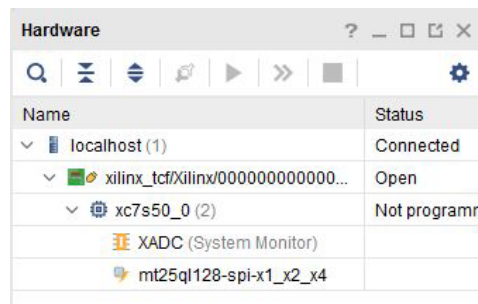 Hardware ?
Name Status
localhost (1) Connected
xilinx_tcf/Xilinx/000000000000... Open
xc7s50_0 (2) Not programr
XADC (System Monitor)
mt25ql128-spi-x1_x2_x4